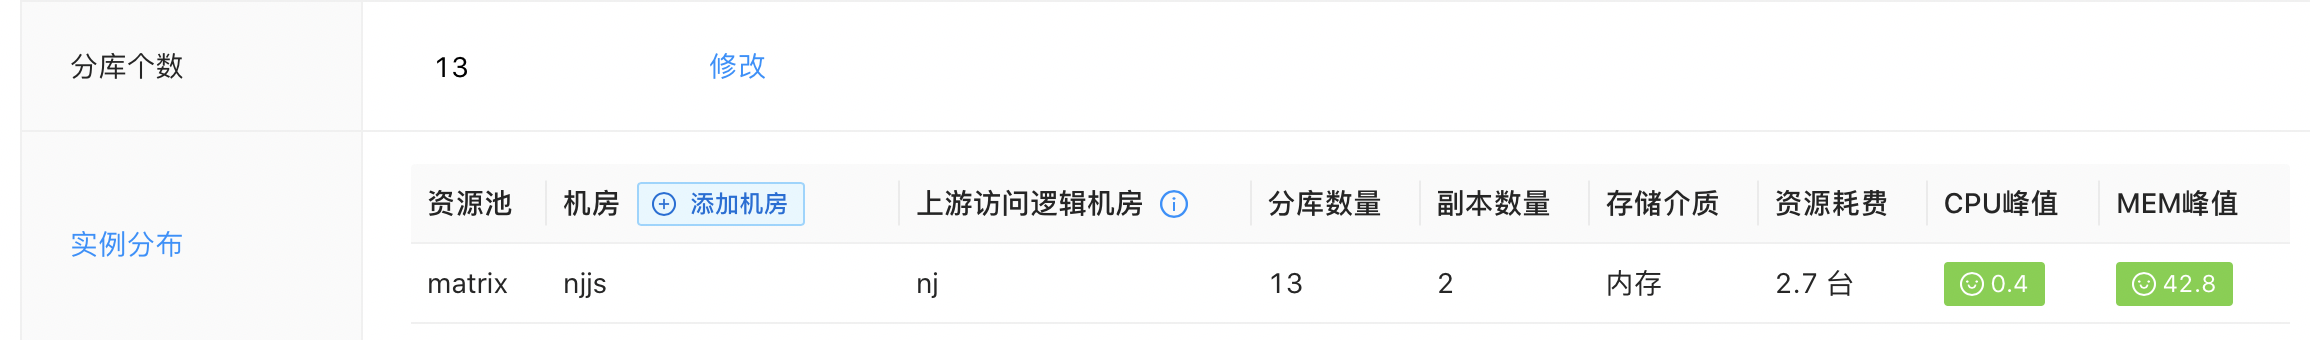 分库个数 13 修改
资源池 机房 添加机房 上游访问逻辑机房 分库数量 副本数量 存储介质 资源耗费 CPU峰值 MEM峰值
实例分布
matrix njjs nj 13 2 内存 2.7 台 0.4 42.8